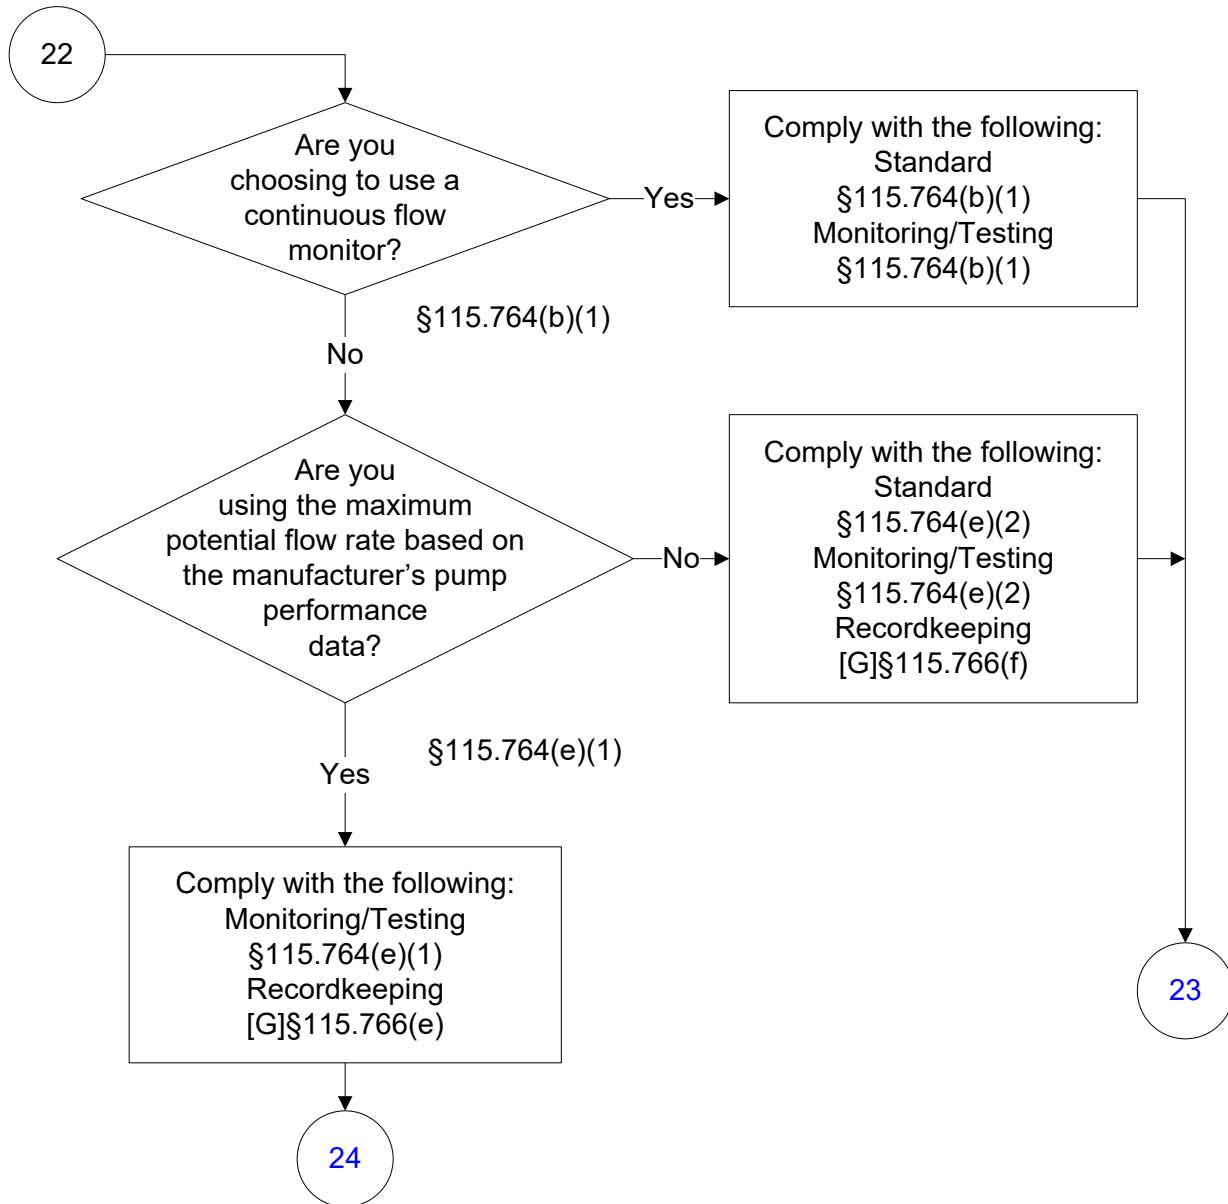 22
Are you
choosing to use a
continuous flow
monitor?
Yes
Comply with the following:
Standard
§115.764(b)(1)
Monitoring/Testing
§115.764(b)(1)
§115.764(b)(1)
No
Are you
using the maximum
potential flow rate based on
the manufacturer’s pump
performance
data?
No
Comply with the following:
Standard
§115.764(e)(2)
Monitoring/Testing
§115.764(e)(2)
Recordkeeping
[G]§115.766(f)
§115.764(e)(1)
Yes
Comply with the following:
Monitoring/Testing
§115.764(e)(1)
Recordkeeping
[G]§115.766(e)
23
24